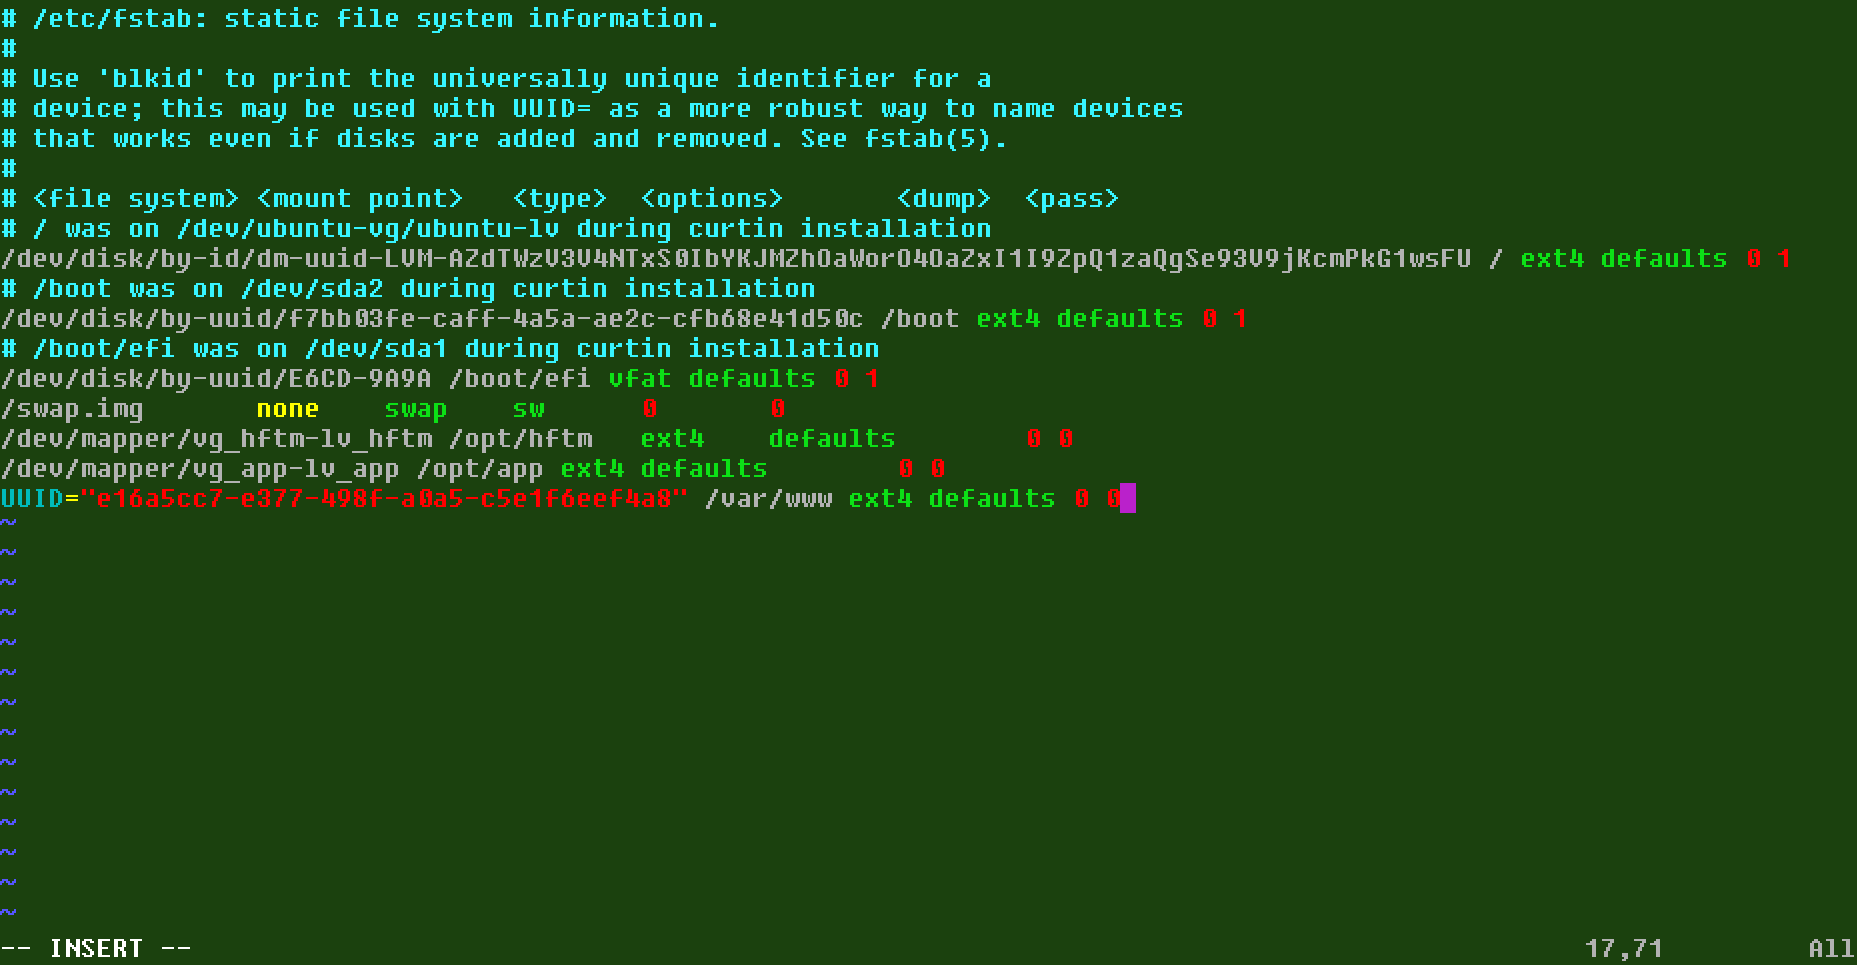 # /etc/fstab: static file system information.
#
# Use 'blkid' to print the universally unique identifier for a
# device; this may be used with UUID= as a more robust way to name devices
# that works even if disks are added and removed. See fstab(5).
#
# <file system> <mount point>   <type>  <options>       <dump>  <pass>
# / was on /dev/ubuntu-vg/ubuntu-lv during curtin installation
/dev/disk/by-id/dm-uuid-LVM-AZdTWzV3V4NTxS0IbYKJMZhOaWorO4OaZxI1I9ZpQ1zaQgSe93V9jKcmPkG1wsFU / ext4 defaults 0 1
# /boot was on /dev/sda2 during curtin installation
/dev/disk/by-uuid/f7bb03fe-caff-4a5a-ae2c-cfb68e41d50c /boot ext4 defaults 0 1
# /boot/efi was on /dev/sda1 during curtin installation
/dev/disk/by-uuid/E6CD-9A9A /boot/efi vfat defaults 0 1
/swap.img       none    swap    sw      0       0
/dev/mapper/vg_hftm-lv_hftm /opt/hftm   ext4    defaults        0 0
/dev/mapper/vg_app-lv_app /opt/app ext4 defaults        0 0
UUID="e16a5cc7-e377-498f-a0a5-c5e1f6eef4a8" /var/www ext4 defaults 0 0
~
~
~
~
~
~
~
~
~
~
~
~
~
~
-- INSERT --                                                                                       17,71         All